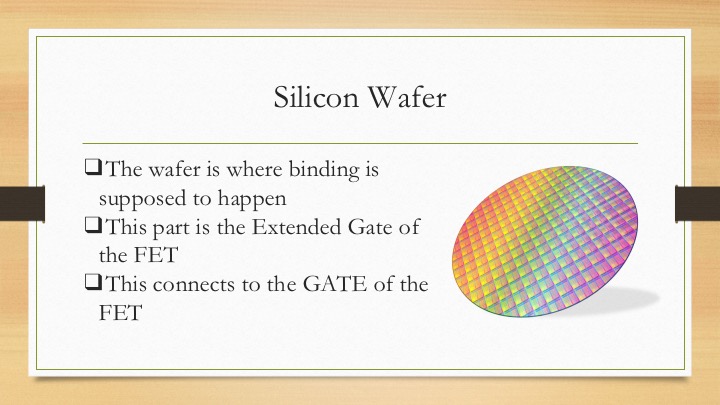 Silicon Wafer
❑The wafer is where binding is
supposed to happen
❑This part is the Extended Gate of
the FET
❑This connects to the GATE of the
FET